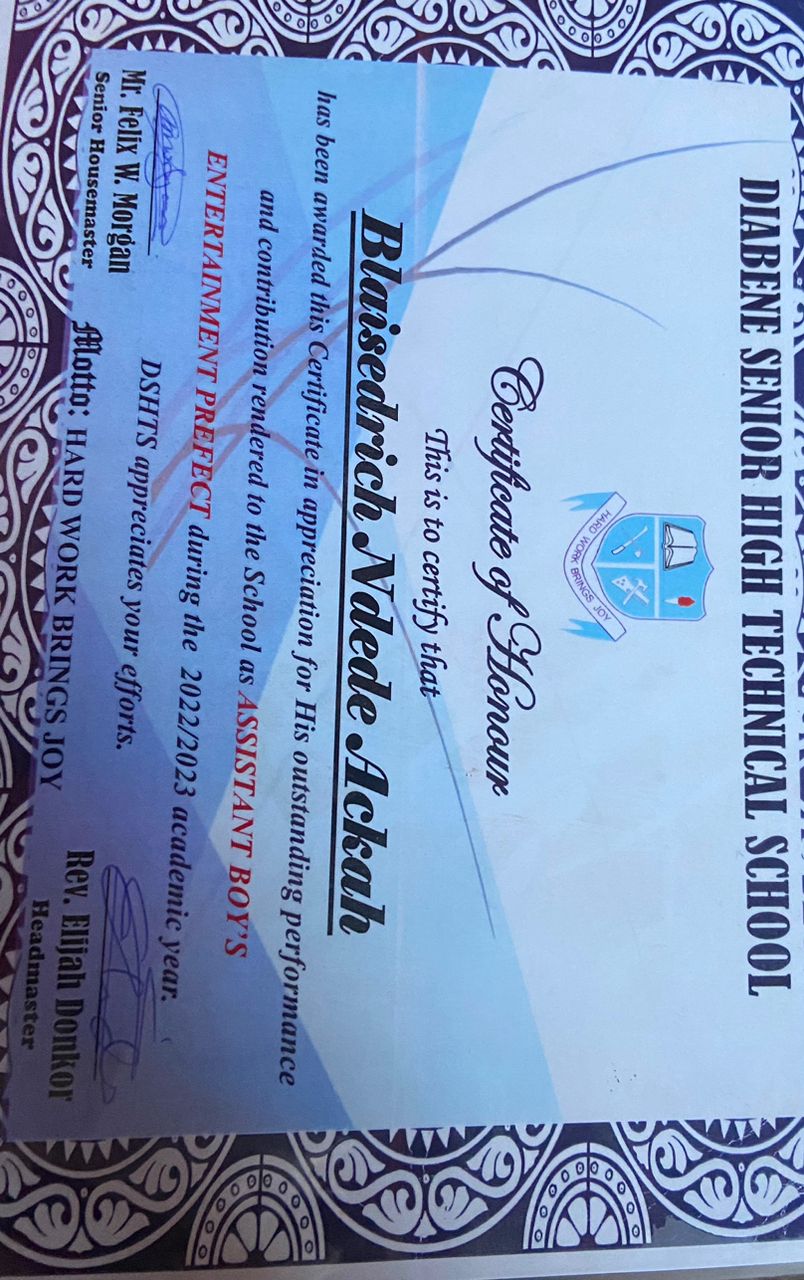 DIABENE SENIOR HIGH TECHNICAL SCHOOL
HARD WORK BRINGS JOY
Certificate of Honour
This is to certify that
Blaisedrich Ndede Ackah
has been awarded this Certificate in appreciation for His outstanding performance
and contribution rendered to the School as ASSISTANT BOY'S
ENTERTAINMENT PREFECT during the 2022/2023 academic year.
DSHTS appreciates your efforts.
Mr. Felix W. Morgan
Senior Housemaster
Motto: HARD WORK BRINGS JOY
Rev. Elijah Donkor
Headmaster